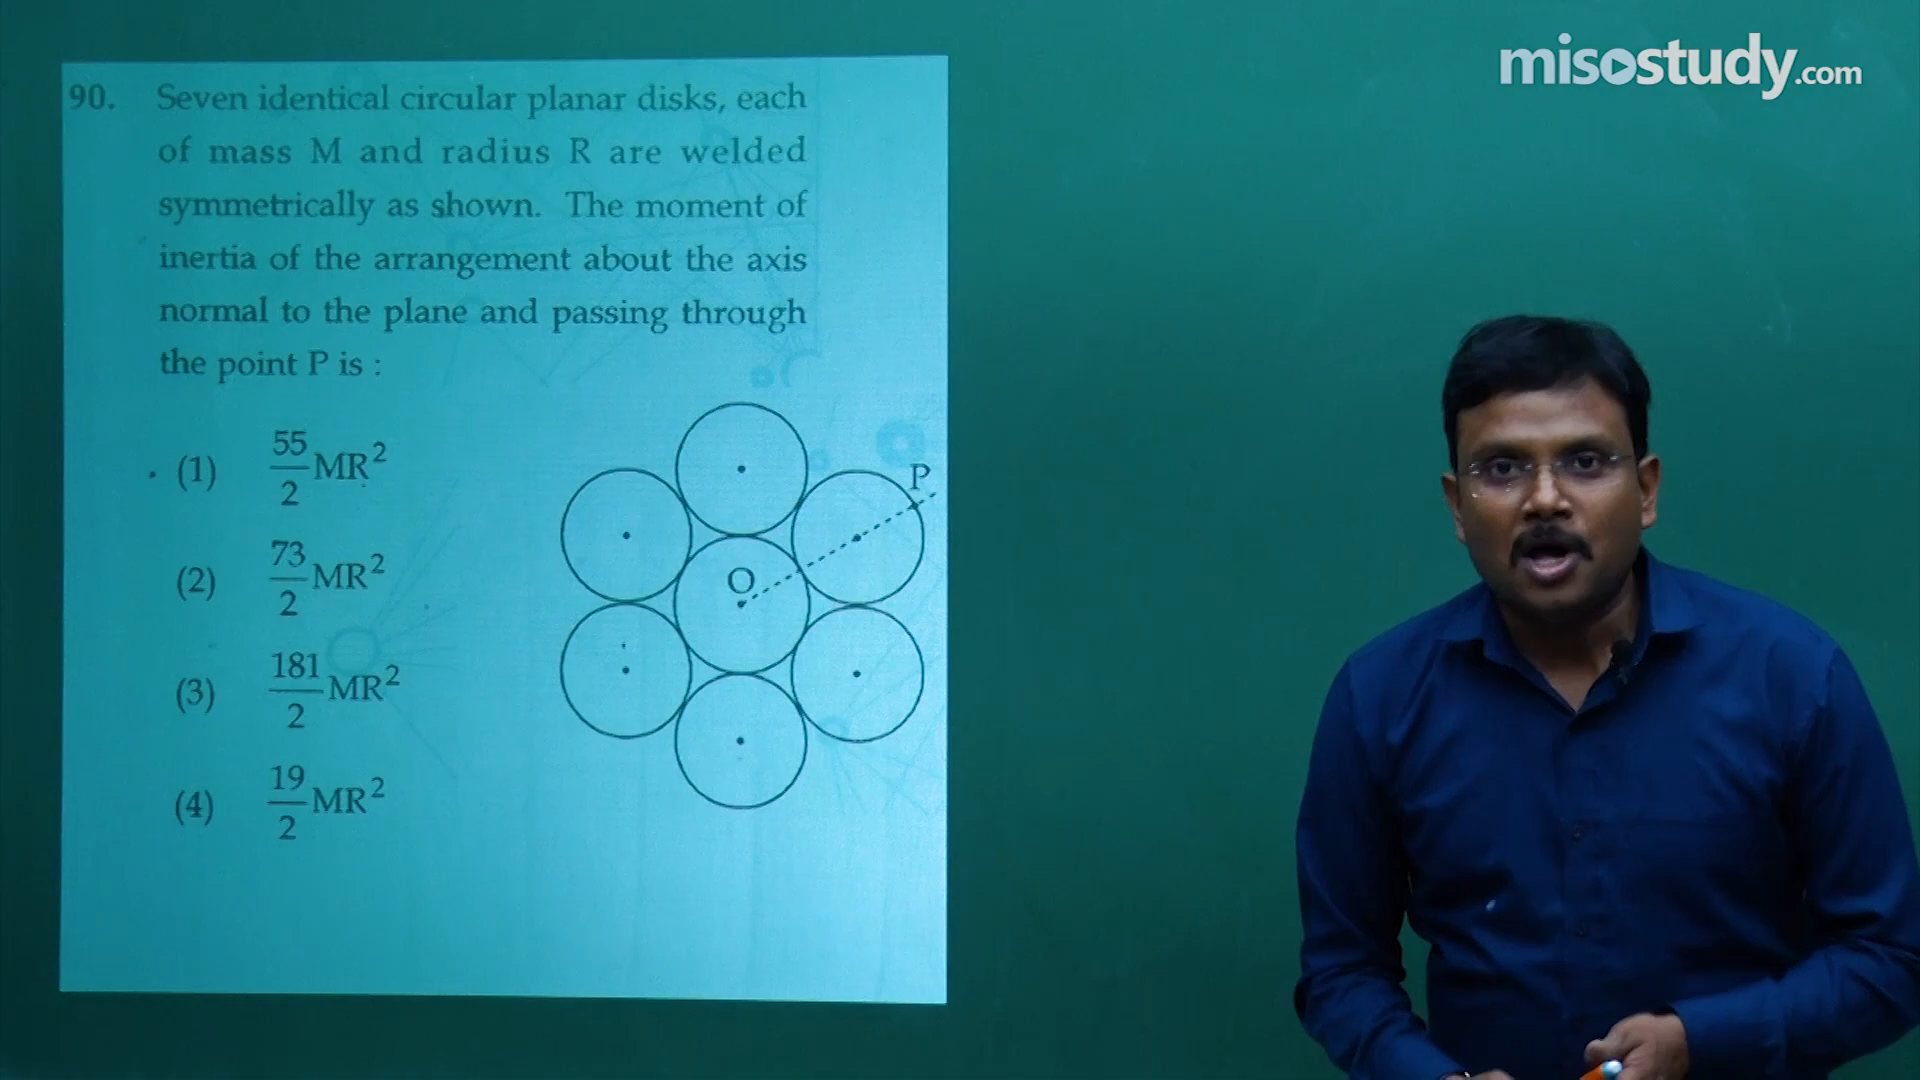 misostudy.com
90. Seven identical circular planar disks, each
of mass M and radius R are welded
symmetrically as shown. The moment of
inertia of the arrangement about the axis
normal to the plane and passing through
the point P is :
(1) 55/2 MR²
(2) 73/2 MR²
(3) 181/2 MR²
(4) 19/2 MR²
P
O